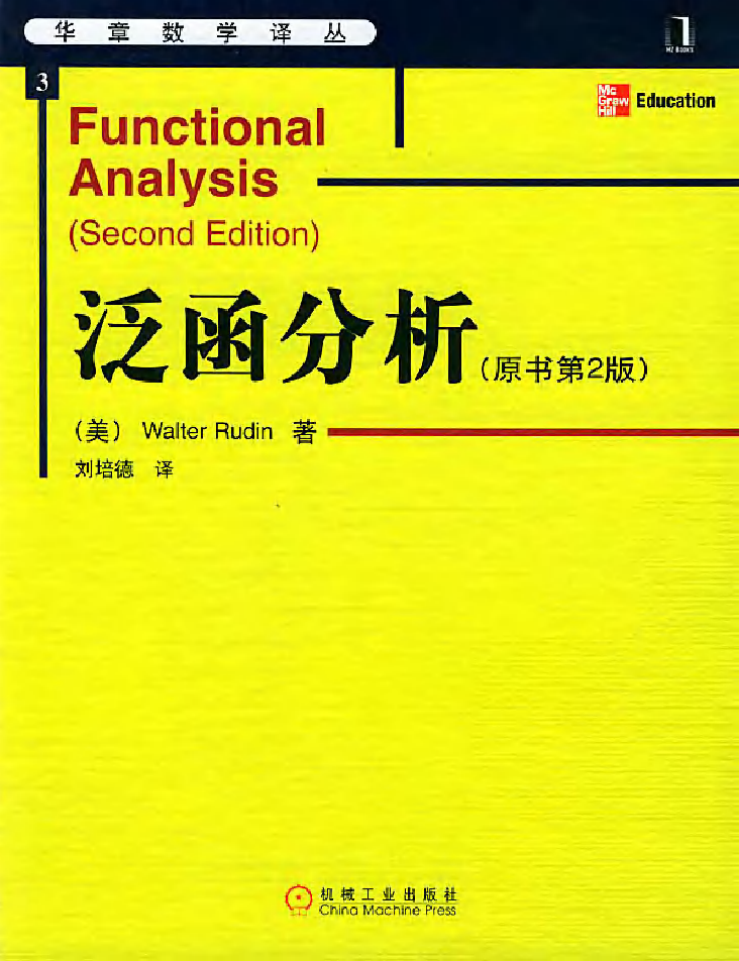 华章数学译丛
HZ BOOKS
3
Mc
Graw
Hill
Education
Functional
Analysis
(Second Edition)
泛函分析(原书第2版)
(美) Walter Rudin 著
刘培德 译
机械工业出版社
China Machine Press